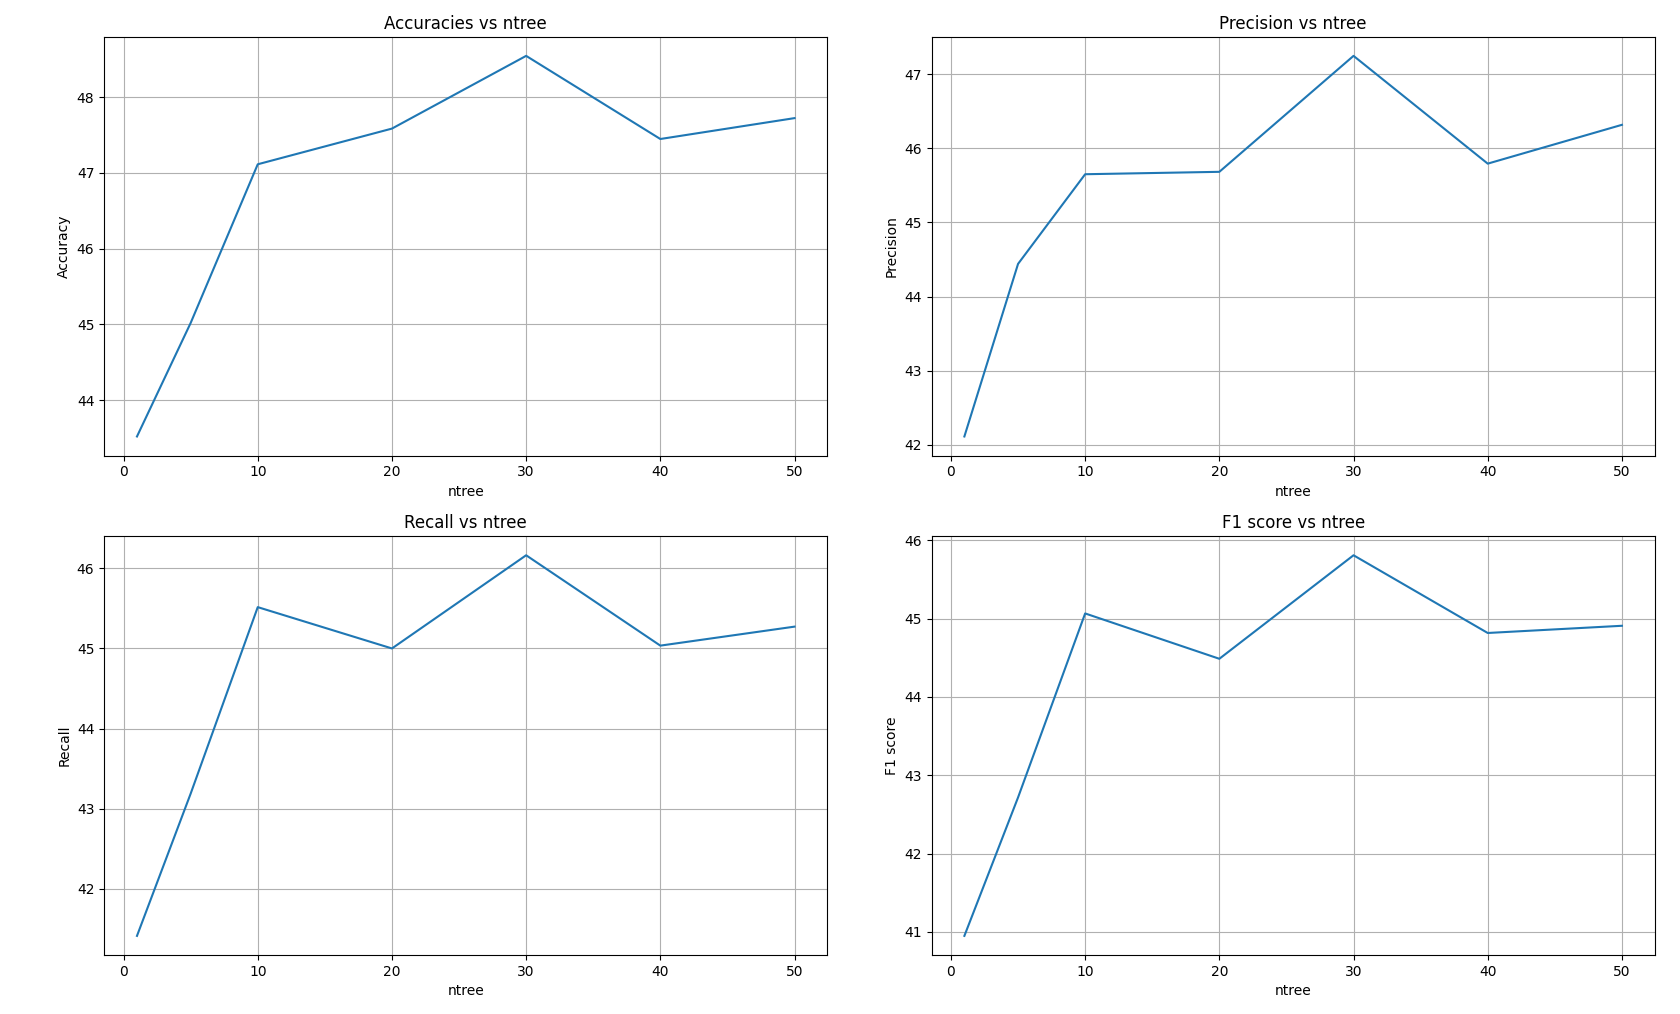 Accuracies vs ntree
Accuracy
48
47
46
45
44
0 10 20 30 40 50
ntree
Precision vs ntree
Precision
47
46
45
44
43
42
0 10 20 30 40 50
ntree
Recall vs ntree
Recall
46
45
44
43
42
0 10 20 30 40 50
ntree
F1 score vs ntree
F1 score
46
45
44
43
42
41
0 10 20 30 40 50
ntree